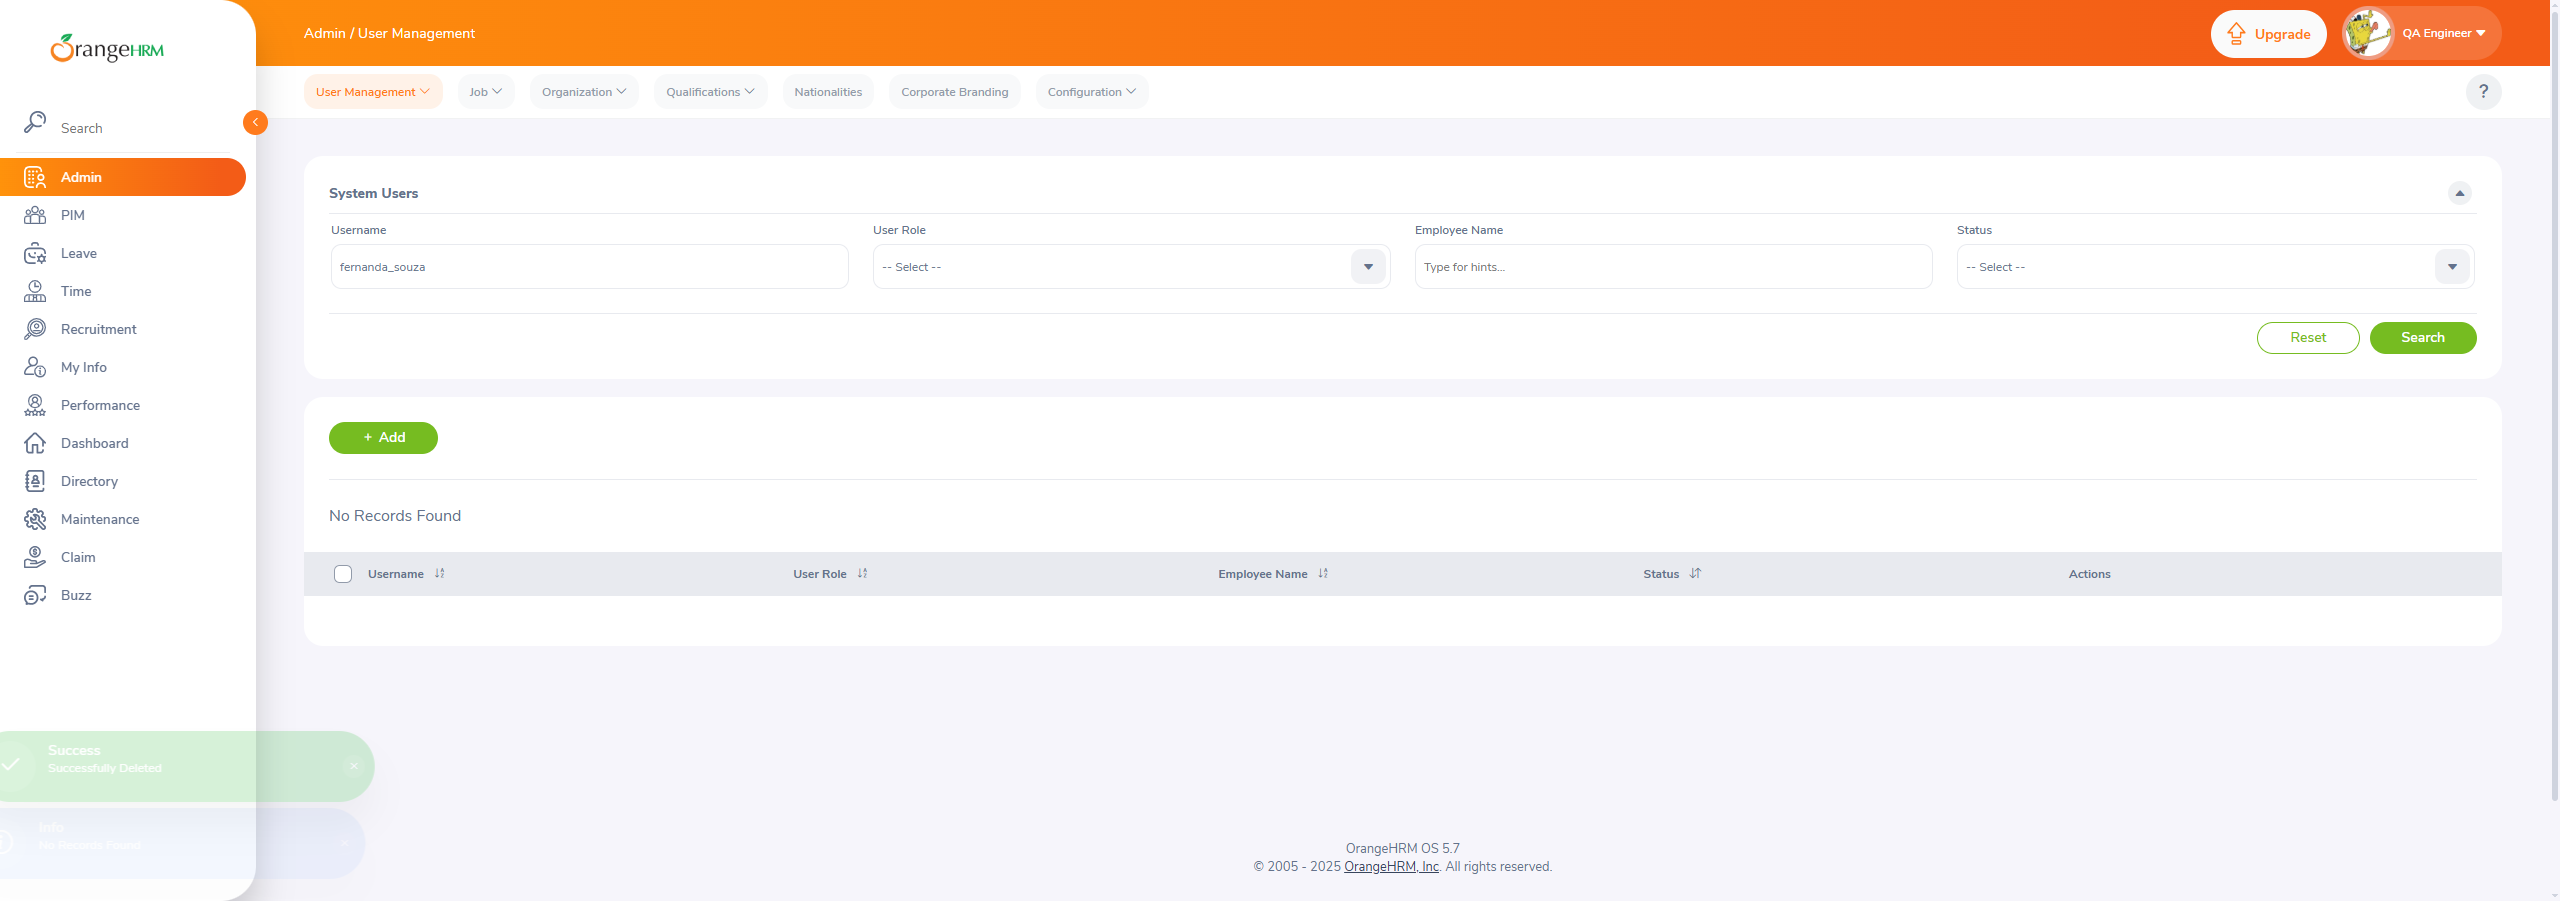 OrangeHRM
Admin / User Management
Upgrade
QA Engineer
User Management
Job
Organization
Qualifications
Nationalities
Corporate Branding
Configuration
?
Search
Admin
PIM
Leave
Time
Recruitment
My Info
Performance
Dashboard
Directory
Maintenance
Claim
Buzz
System Users
Username
User Role
Employee Name
Status
fernanda_souza
-- Select --
Type for hints...
-- Select --
Reset
Search
+ Add
No Records Found
Username
User Role
Employee Name
Status
Actions
Success
Successfully Deleted
Info
No Records Found
OrangeHRM OS 5.7
© 2005 - 2025 OrangeHRM, Inc. All rights reserved.